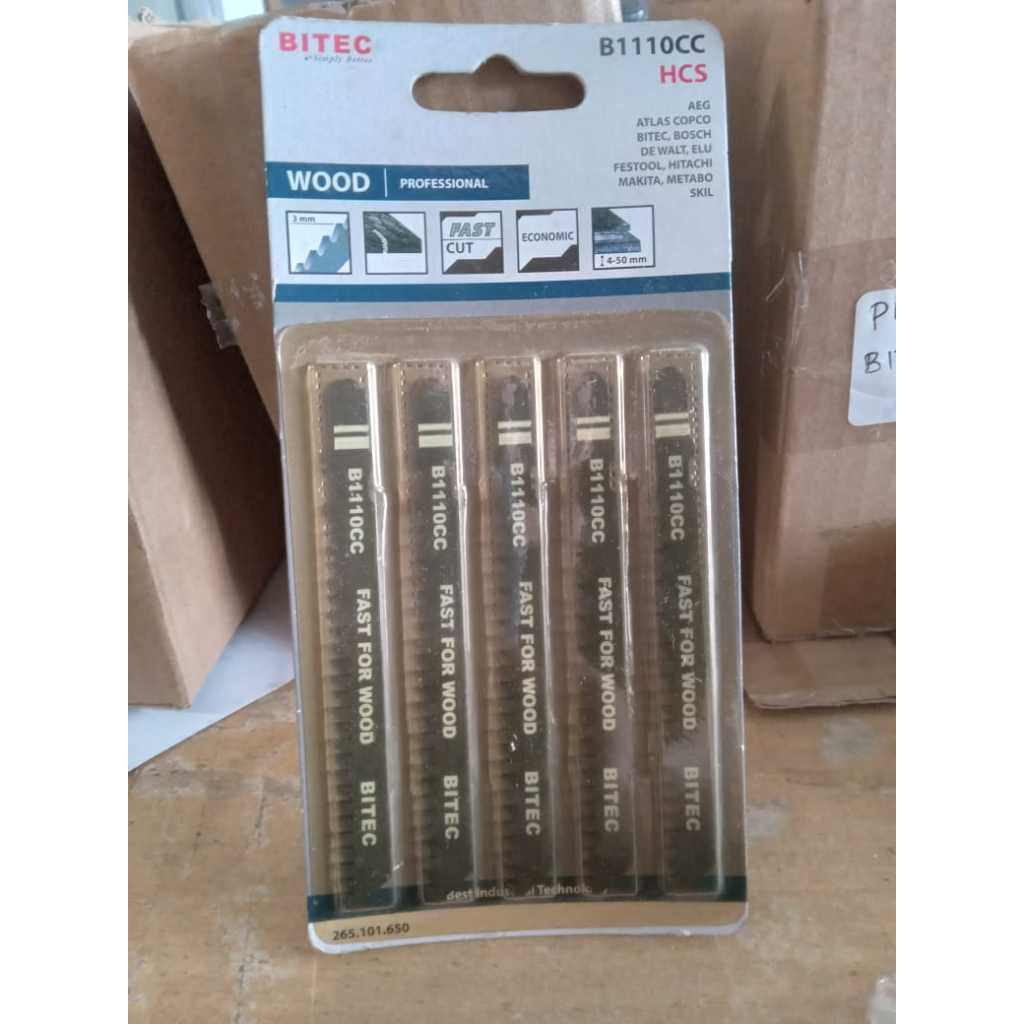 BITEC
Simply Better
B1110CC
HCS
AEG
ATLAS COPCO
BITEC, BOSCH
DE WALT, ELU
FESTOOL, HITACHI
MAKITA, METABO
SKIL
WOOD | PROFESSIONAL
3 mm
FAST
CUT
ECONOMIC
4-50 mm
B1110CC FAST FOR WOOD BITEC
B1110CC FAST FOR WOOD BITEC
B1110CC FAST FOR WOOD BITEC
B1110CC FAST FOR WOOD BITEC
B1110CC FAST FOR WOOD BITEC
265.101.650